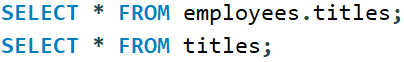 SELECT * FROM employees.titles;
SELECT * FROM titles;